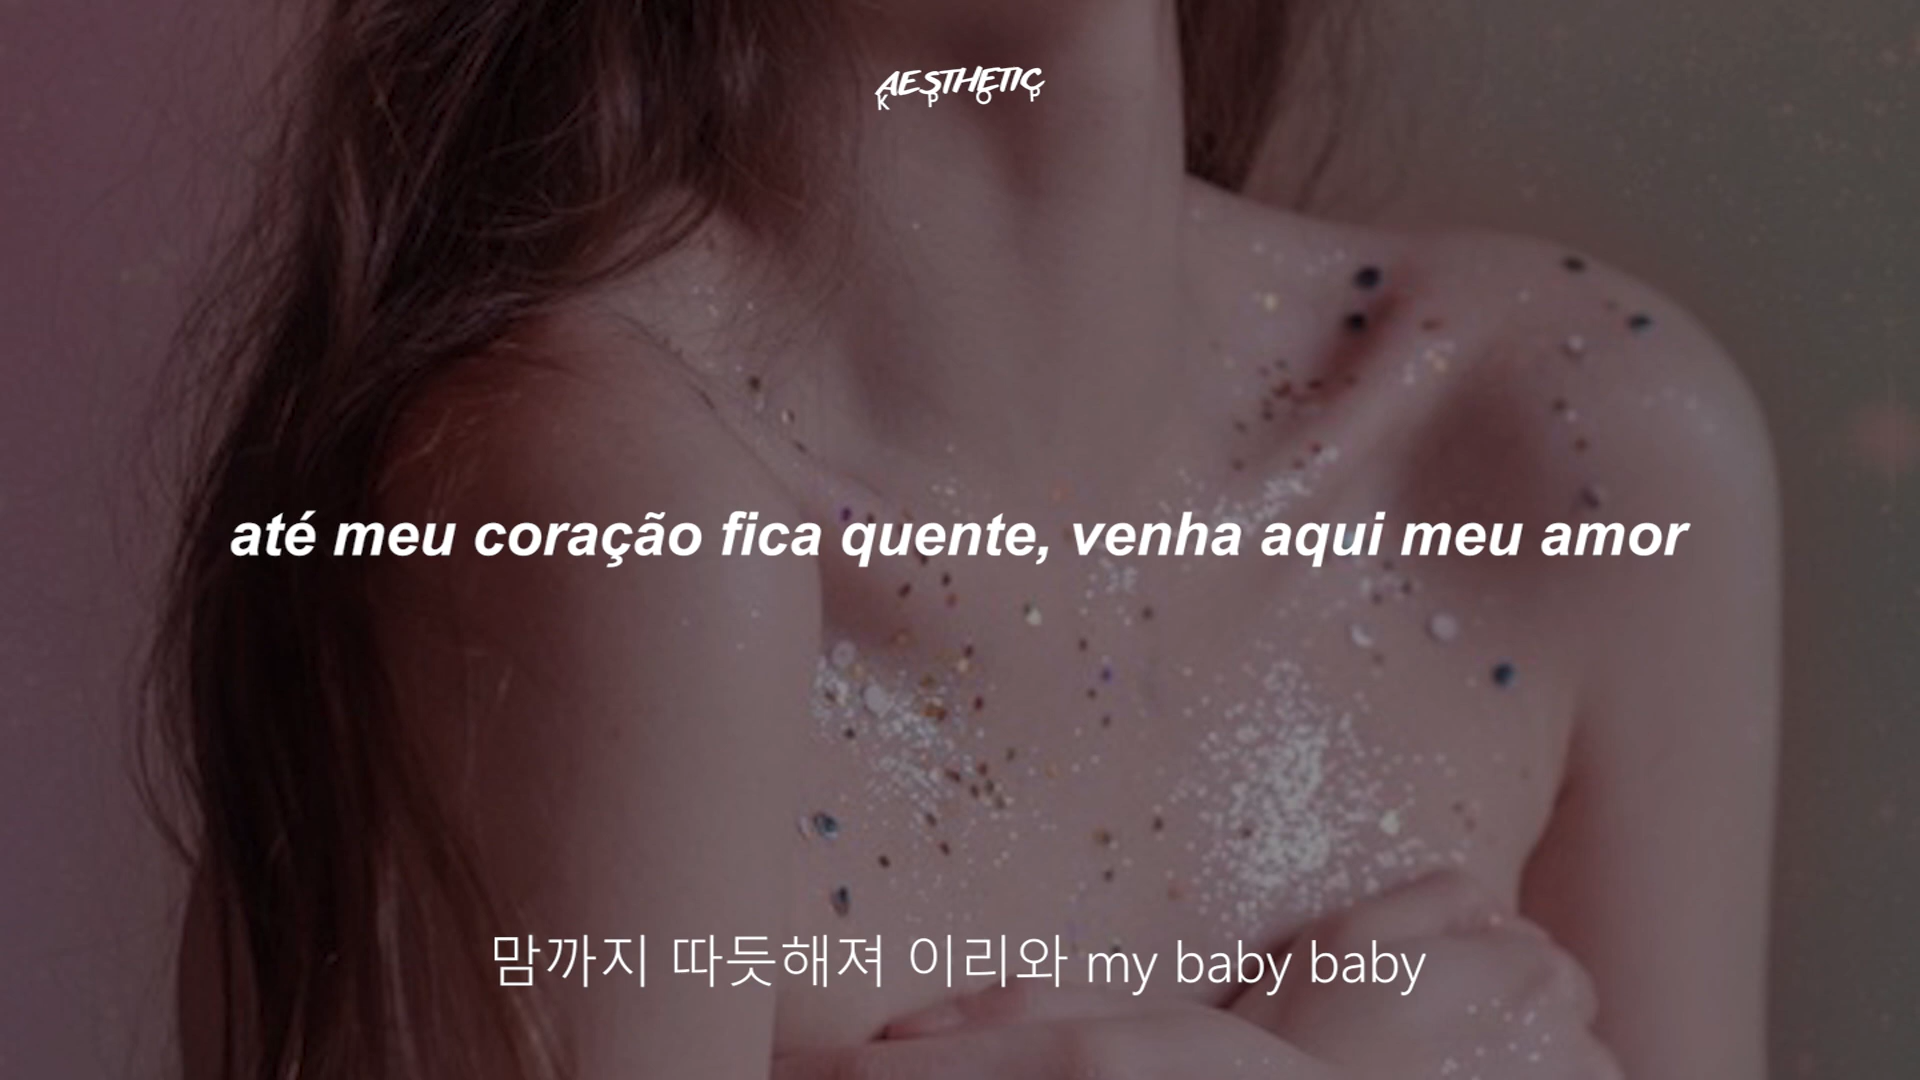 AESTHETIC
KPOP
até meu coração fica quente, venha aqui meu amor
맘까지 따듯해져 이리와 my baby baby